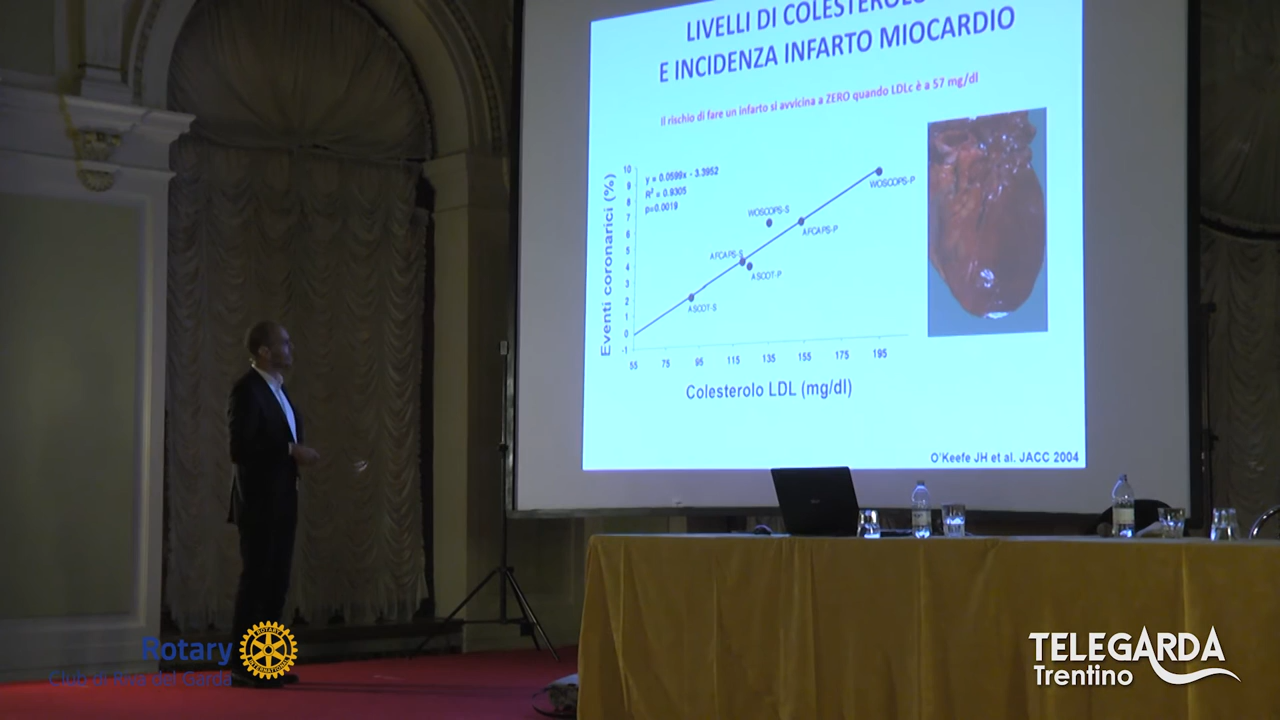 LIVELLI DI COLESTEROLO
E INCIDENZA INFARTO MIOCARDIO
Il rischio di fare un infarto si avvicina a ZERO quando LDLc è a 57 mg/dl
y = 0.0599x - 3.3952
R² = 0.9305
p=0.0019
Eventi coronarici (%)
10
9
8
7
6
5
4
3
2
1
0
-1
WOSCOPS-P
WOSCOPS-S
AFCAPS-P
AFCAPS-S
ASCOT-P
ASCOT-S
55 75 95 115 135 155 175 195
Colesterolo LDL (mg/dl)
O'Keefe JH et al. JACC 2004
Rotary
Club di Riva del Garda
ROTARY
INTERNATIONAL
TELEGARDA
Trentino